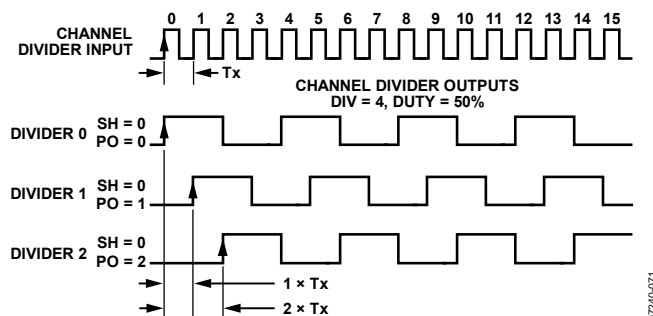 0 1 2 3 4 5 6 7 8 9 10 11 12 13 14 15
CHANNEL
DIVIDER INPUT
Tx
CHANNEL DIVIDER OUTPUTS
DIV = 4, DUTY = 50%
DIVIDER 0
SH = 0
PO = 0
DIVIDER 1
SH = 0
PO = 1
DIVIDER 2
SH = 0
PO = 2
1 × Tx
2 × Tx